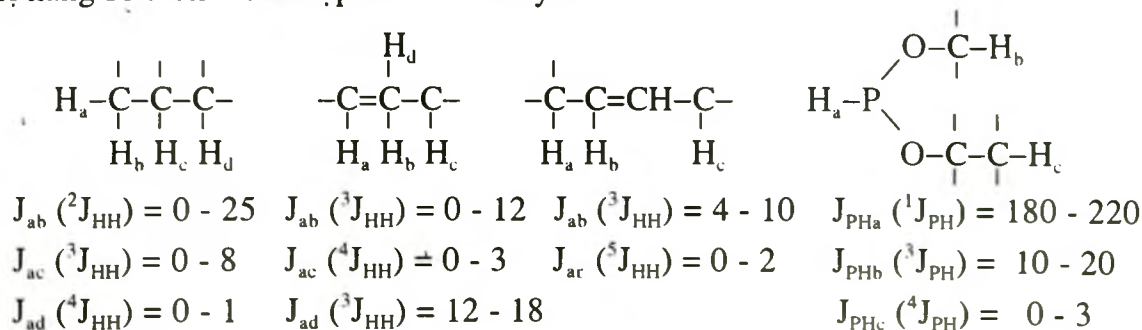 H_d
O–C–H_b
H_a–C–C–C– –C=C–C– –C–C=CH–C– H_a–P
H_b H_c H_d H_a H_b H_c H_a H_b H_c O–C–C–H_c
J_ab (²J_HH) = 0 - 25 J_ab (³J_HH) = 0 - 12 J_ab (³J_HH) = 4 - 10 J_PHa (¹J_PH) = 180 - 220
J_ac (³J_HH) = 0 - 8 J_ac (⁴J_HH) = 0 - 3 J_ar (⁵J_HH) = 0 - 2 J_PHb (³J_PH) = 10 - 20
J_ad (⁴J_HH) = 0 - 1 J_ad (³J_HH) = 12 - 18 J_PHc (⁴J_PH) = 0 - 3